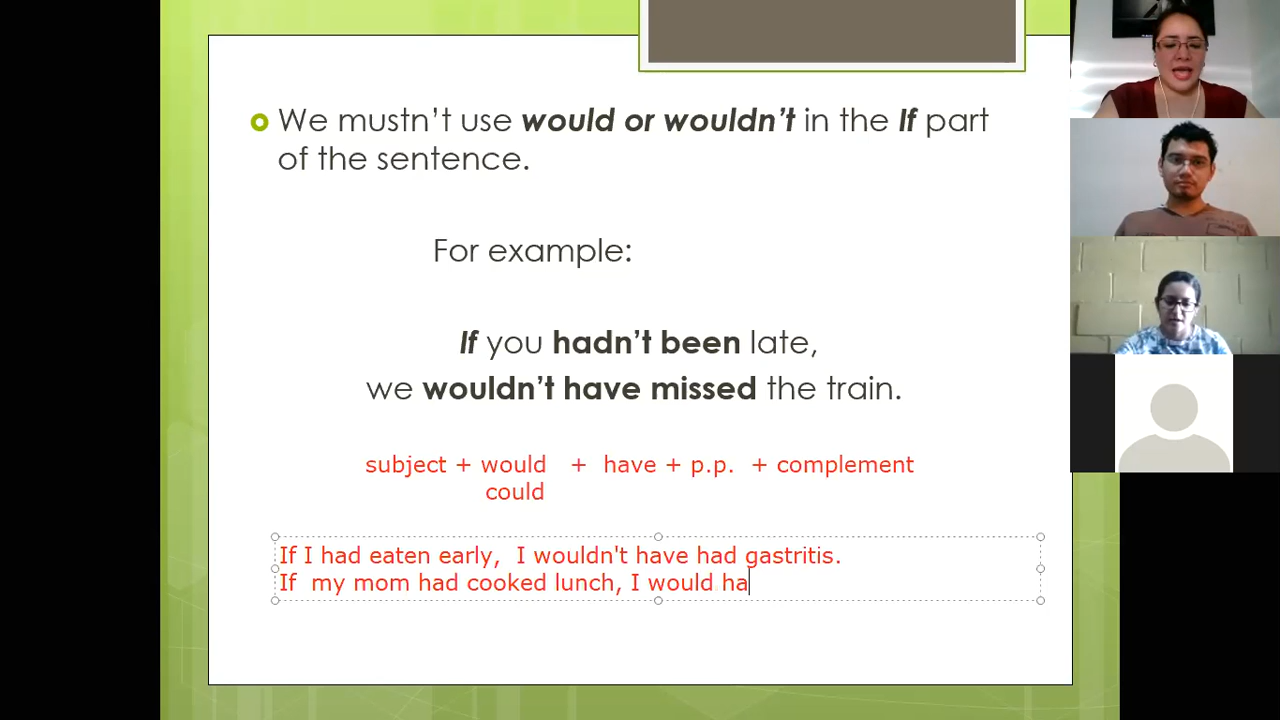 We mustn't use would or wouldn't in the If part
of the sentence.
For example:
If you hadn't been late,
we wouldn't have missed the train.
subject + would + have + p.p. + complement
could
If I had eaten early, I wouldn't have had gastritis.
If my mom had cooked lunch, I would ha